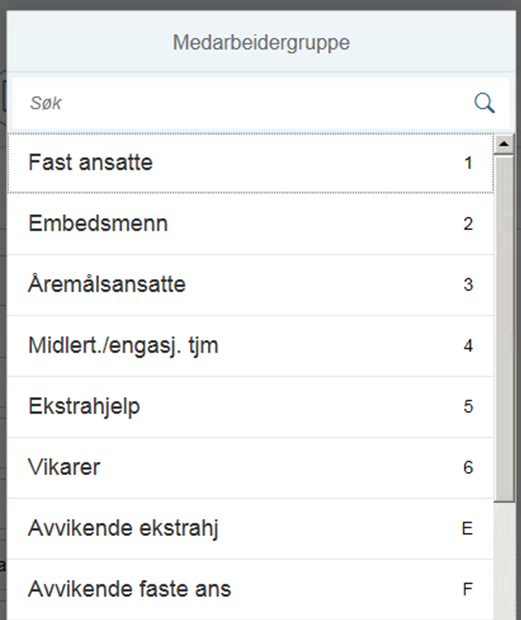 Medarbeidergruppe
Søk
Fast ansatte 1
Embedsmenn 2
Åremålsansatte 3
Midlert./engasj. tjm 4
Ekstrahjelp 5
Vikarer 6
Avvikende ekstrahj E
Avvikende faste ans F